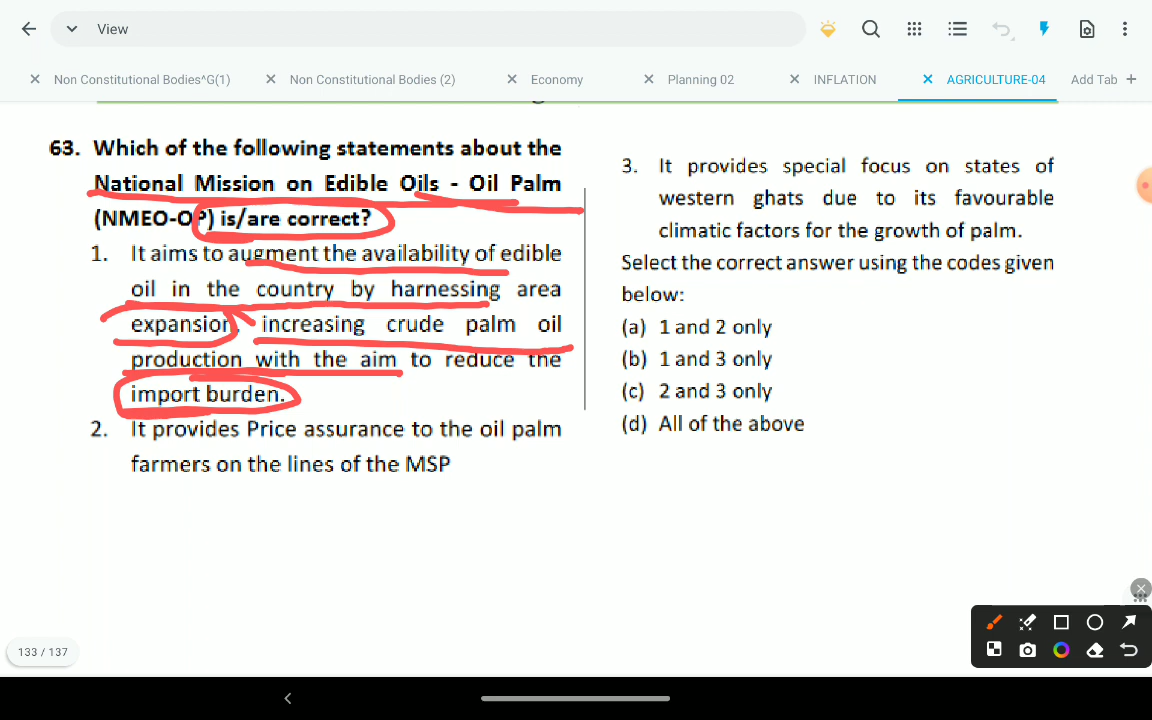 View
Non Constitutional Bodies^G(1)
Non Constitutional Bodies (2)
Economy
Planning 02
INFLATION
AGRICULTURE-04
Add Tab +
63. Which of the following statements about the
National Mission on Edible Oils - Oil Palm
(NMEO-OP) is/are correct?
1. It aims to augment the availability of edible
oil in the country by harnessing area
expansion, increasing crude palm oil
production with the aim to reduce the
import burden.
2. It provides Price assurance to the oil palm
farmers on the lines of the MSP
3. It provides special focus on states of
western ghats due to its favourable
climatic factors for the growth of palm.
Select the correct answer using the codes given
below:
(a) 1 and 2 only
(b) 1 and 3 only
(c) 2 and 3 only
(d) All of the above
133 / 137